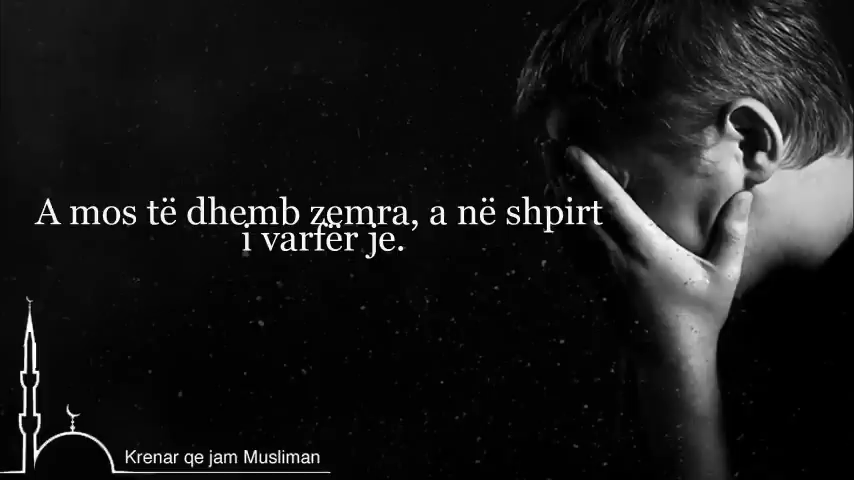 A mos të dhemb zemra, a në shpirt
i varfër je.
Krenar qe jam Musliman